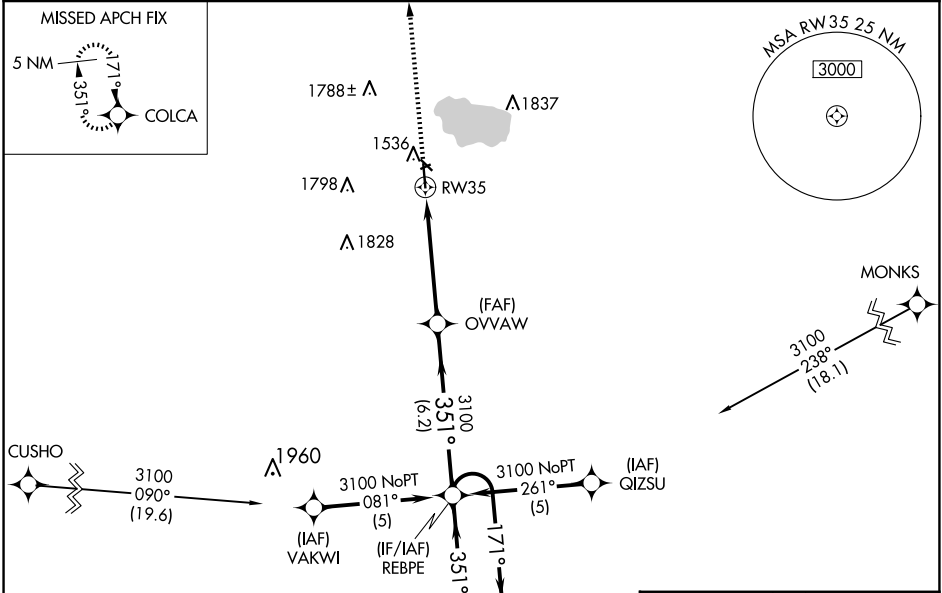 MISSED APCH FIX
5 NM
171°
351°
COLCA
1788±
1837
1536
1798
RW35
1828
MSA RW35 25 NM
3000
(FAF)
OVVAW
MONKS
3100
238°
(18.1)
3100
351°
(6.2)
CUSHO
3100
090°
(19.6)
1960
3100 NoPT
081°
(5)
3100 NoPT
261°
(5)
(IAF)
QIZSU
(IAF)
VAKWI
(IF/IAF)
REBPE
351°
171°